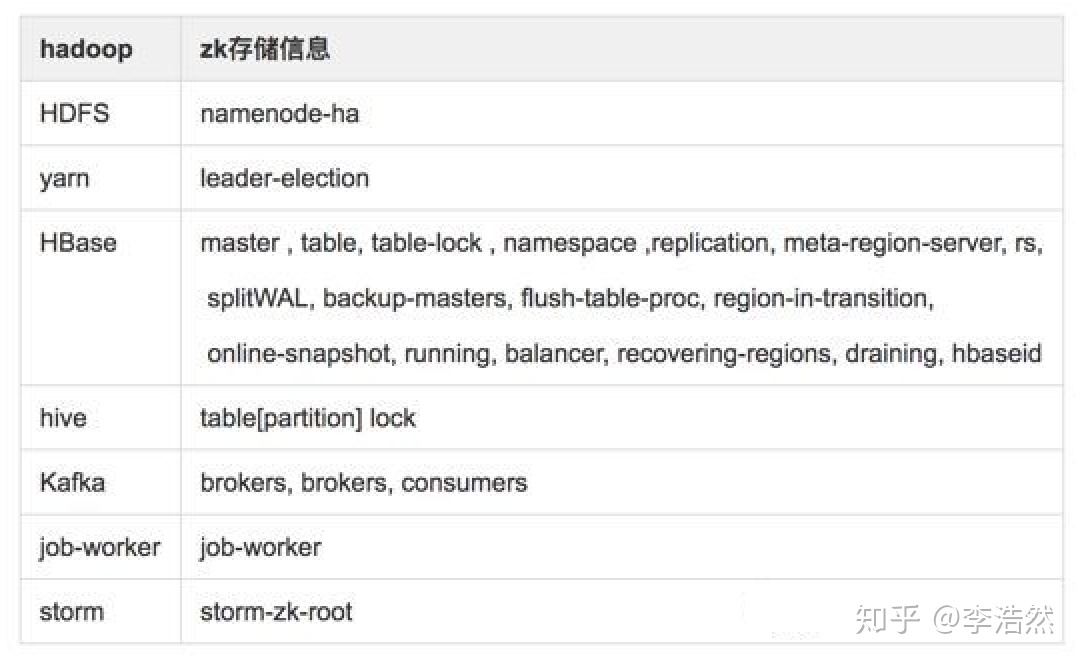 hadoop zk存储信息
HDFS namenode-ha
yarn leader-election
HBase master , table, table-lock , namespace ,replication, meta-region-server, rs,
splitWAL, backup-masters, flush-table-proc, region-in-transition,
online-snapshot, running, balancer, recovering-regions, draining, hbaseid
hive table[partition] lock
Kafka brokers, brokers, consumers
job-worker job-worker
storm storm-zk-root
知乎 @李浩然